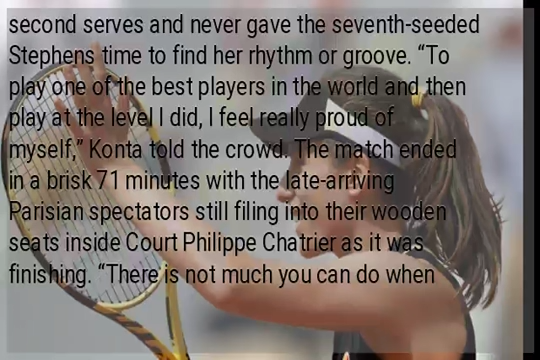 second serves and never gave the seventh-seeded
Stephens time to find her rhythm or groove. “To
play one of the best players in the world and then
play at the level I did, I feel really proud of
myself,” Konta told the crowd. The match ended
in a brisk 71 minutes with the late-arriving
Parisian spectators still filing into their wooden
seats inside Court Philippe Chatrier as it was
finishing. “There is not much you can do when